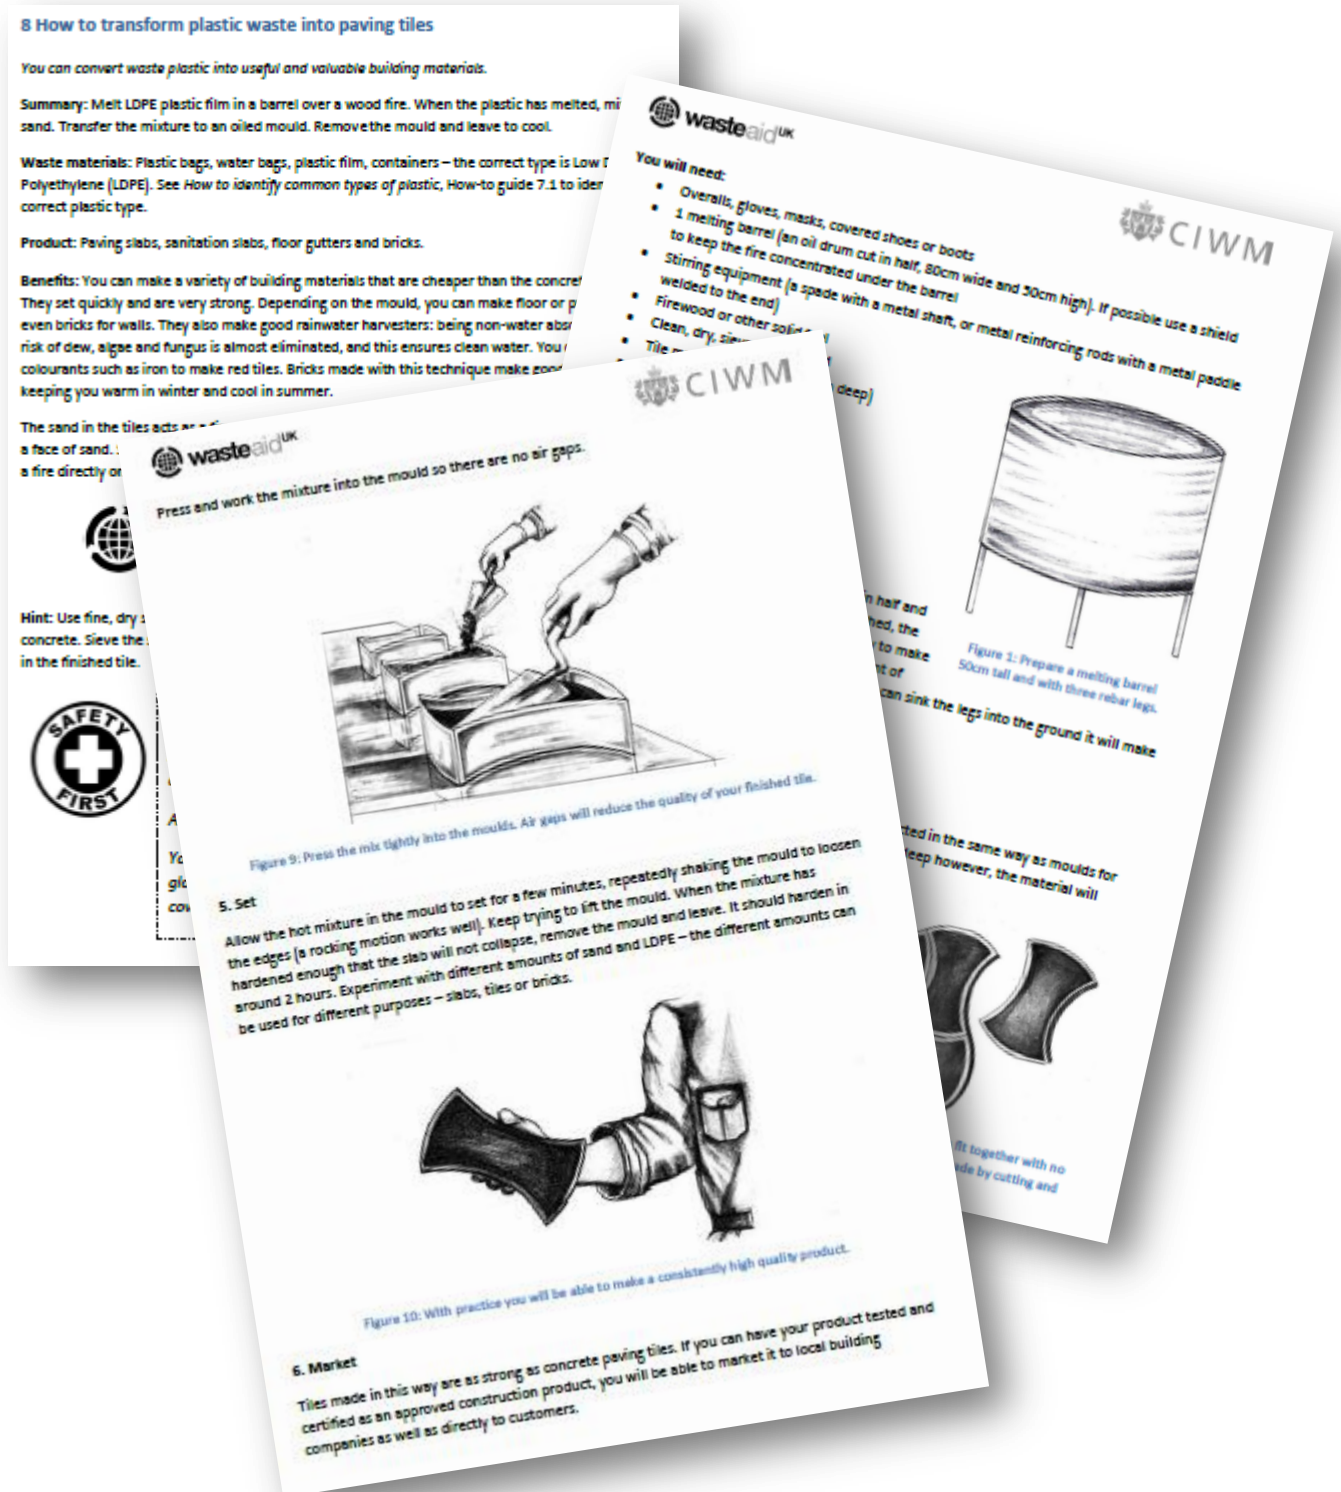 8 How to transform plastic waste into paving tiles
You can convert waste plastic into useful and valuable building materials.
Summary: Melt LDPE plastic film in a barrel over a wood fire. When the plastic has melted,
sand. Transfer the mixture to an oiled mould. Remove the mould and leave to cool.
Waste materials: Plastic bags, water bags, plastic film, containers – the correct type is Low
Polyethylene (LDPE). See How to identify common types of plastic, How-to guide 7.1 to
correct plastic type.
Product: Paving slabs, sanitation slabs, floor gutters and bricks.
Benefits: You can make a variety of building materials that are cheaper than the
They set quickly and are very strong. Depending on the mould, you can make floor or
even bricks for walls. They also make good rainwater harvesters: being non-water
risk of dew, algae and fungus is almost eliminated, and this ensures clean water. You
colourants such as iron to make red tiles. Bricks made with this technique make good
keeping you warm in winter and cool in summer.
The sand in the tiles acts as a
a face of sand.
a fire directly on
Hint: Use fine, dry
concrete. Sieve the
in the finished tile.
SAFETY
FIRST
A
Yo
glo
cov
wasteaid UK
CIWM
You will need:
• Overalls, gloves, masks, covered shoes or boots
• 1 melting barrel (an oil drum cut in half, 80cm wide and 50cm high). If possible use a shield
to keep the fire concentrated under the barrel
• Stirring equipment (a spade with a metal shaft, or metal reinforcing rods with a metal paddle
welded to the end)
• Firewood or other solid
• Clean, dry,
• Tile
deep)
n half and
hed, the
to make
nt of
can sink the legs into the ground it will make
Figure 1: Prepare a melting barrel
50cm tall and with three rebar legs.
cted in the same way as moulds for
deep however, the material will
fit together with no
ade by cutting and
wasteaid UK
CIWM
Press and work the mixture into the mould so there are no air gaps.
Figure 9: Press the mix tightly into the moulds. Air gaps will reduce the quality of your finished tile.
5. Set
Allow the hot mixture in the mould to set for a few minutes, repeatedly shaking the mould to loosen
the edges (a rocking motion works well). Keep trying to lift the mould. When the mixture has
hardened enough that the slab will not collapse, remove the mould and leave. It should harden in
around 2 hours. Experiment with different amounts of sand and LDPE – the different amounts can
be used for different purposes – slabs, tiles or bricks.
Figure 10: With practice you will be able to make a consistently high quality product.
6. Market
Tiles made in this way are as strong as concrete paving tiles. If you can have your product tested and
certified as an approved construction product, you will be able to market it to local building
companies as well as directly to customers.